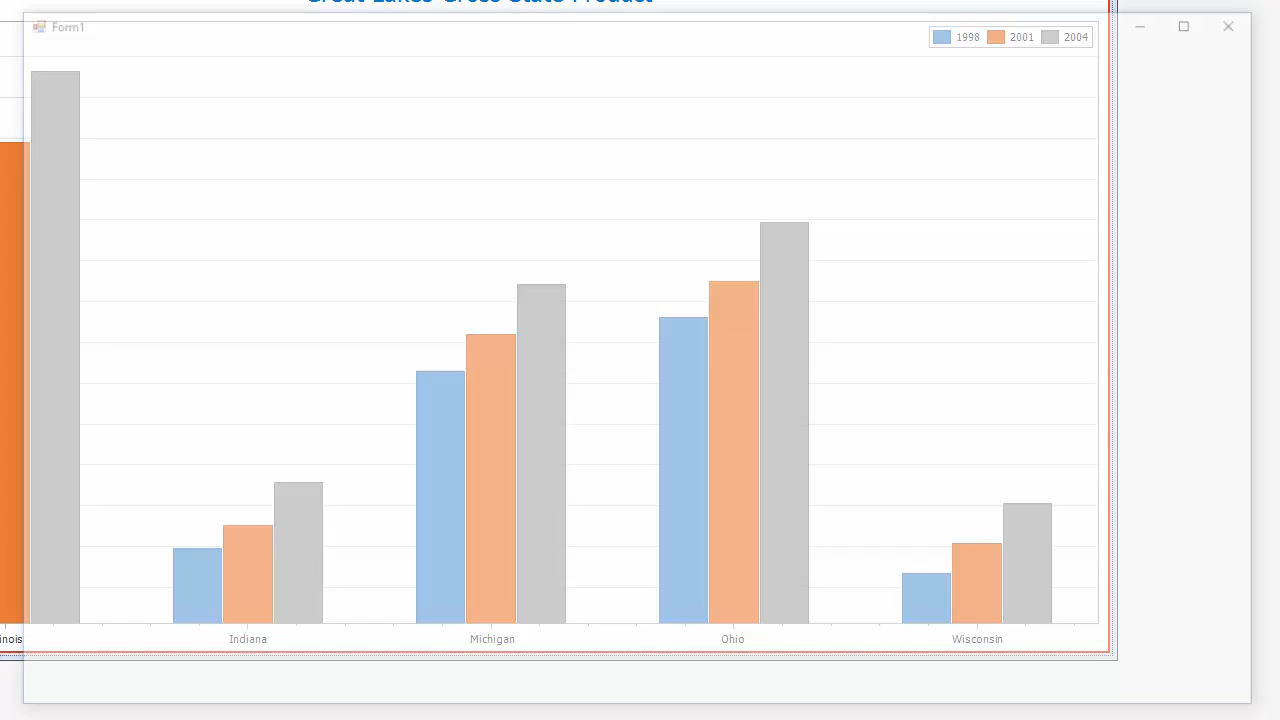 Great Lakes Gross State Product
Form1
1998 2001 2004
inois Indiana Michigan Ohio Wisconsin